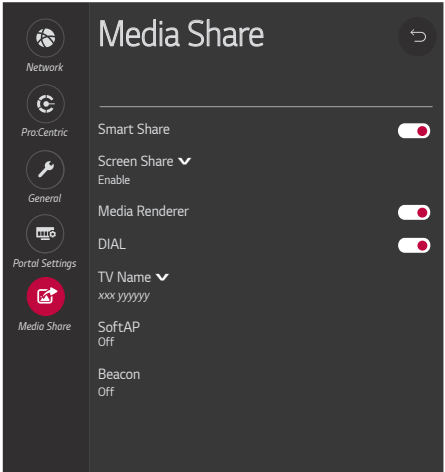 Media Share
Network
Pro:Centric
General
Portal Settings
Media Share
Smart Share
Screen Share
Enable
Media Renderer
DIAL
TV Name
xxx yyyyyy
SoftAP
Off
Beacon
Off